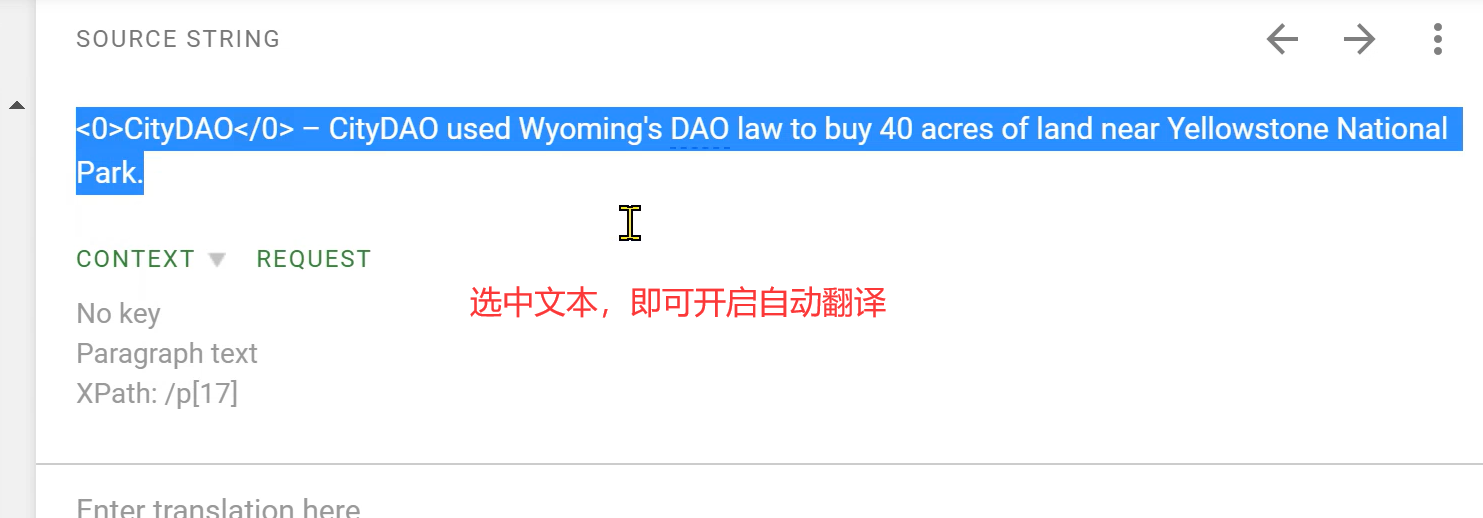 SOURCE STRING
<0>CityDAO</0> – CityDAO used Wyoming's DAO law to buy 40 acres of land near Yellowstone National
Park.
CONTEXT REQUEST
选中文本，即可开启自动翻译
No key
Paragraph text
XPath: /p[17]
Enter translation here